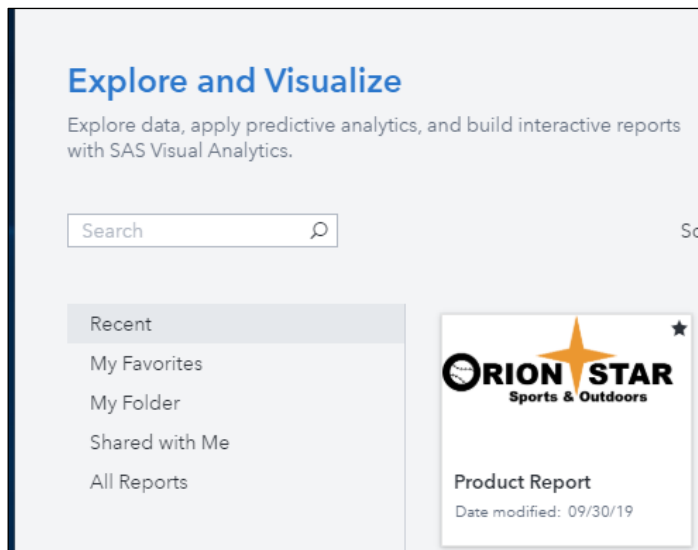 Explore and Visualize
Explore data, apply predictive analytics, and build interactive reports
with SAS Visual Analytics.
Search
Recent
My Favorites
My Folder
Shared with Me
All Reports
ORION STAR
Sports & Outdoors
Product Report
Date modified: 09/30/19